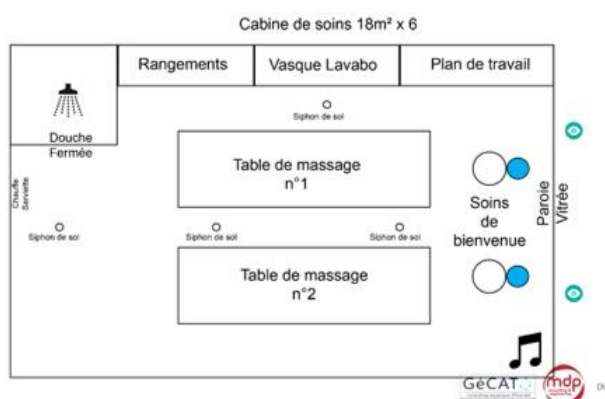 Cabine de soins 18m² x 6
Rangements
Vasque Lavabo
Plan de travail
Douche
Fermée
Siphon de sol
Chauffe
Serviette
Table de massage
n°1
Soins
de
bienvenue
Paroie
Vitrée
Siphon de sol
Siphon de sol
Siphon de sol
Table de massage
n°2
GéCAT
mdp